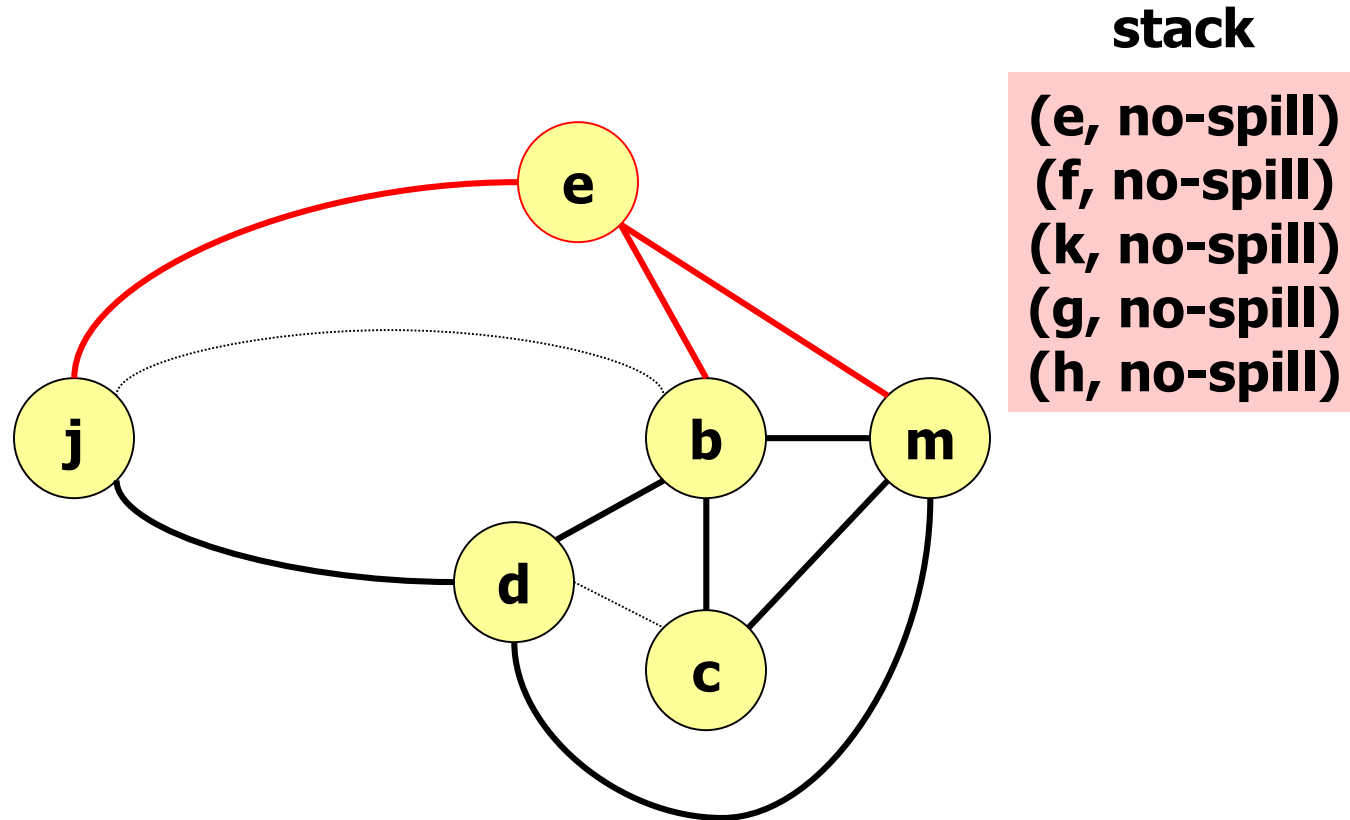 stack
(e, no-spill)
(f, no-spill)
(k, no-spill)
(g, no-spill)
(h, no-spill)
e
j
b
m
d
c